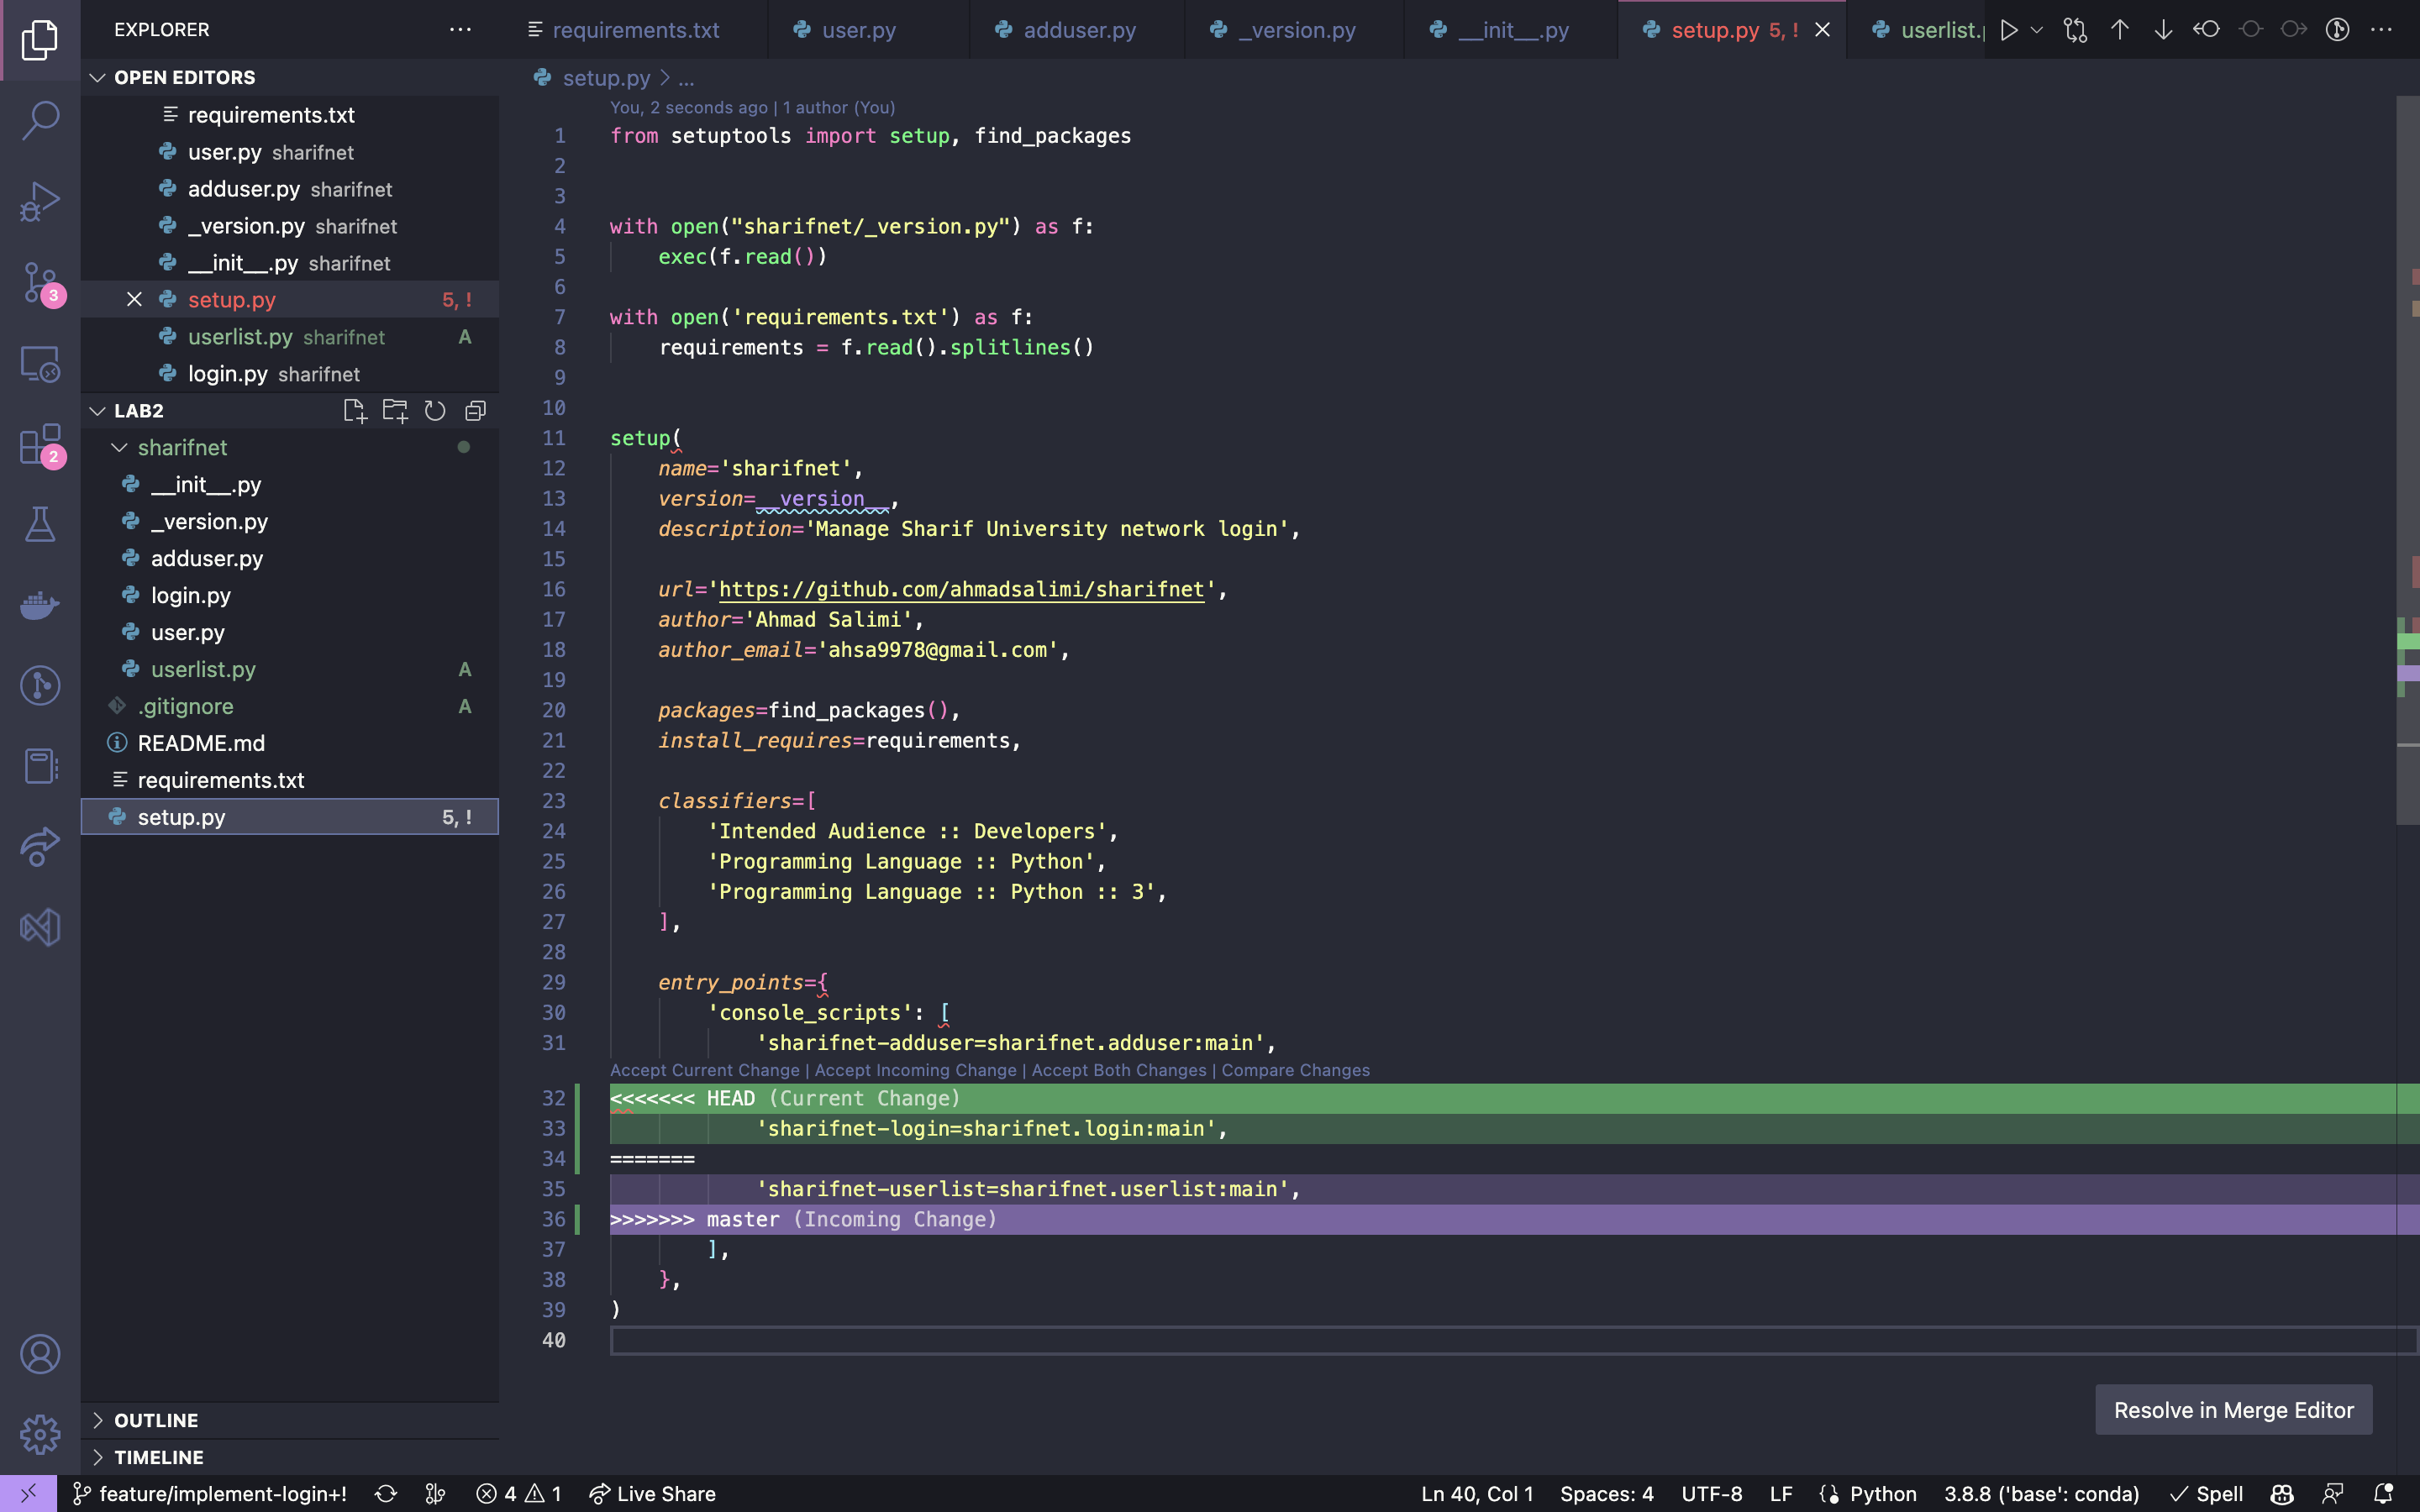 EXPLORER
OPEN EDITORS
requirements.txt
user.py sharifnet
adduser.py sharifnet
_version.py sharifnet
__init__.py sharifnet
setup.py 5, !
userlist.py sharifnet A
login.py sharifnet
LAB2
sharifnet
__init__.py
_version.py
adduser.py
login.py
user.py
userlist.py A
.gitignore A
README.md
requirements.txt
setup.py 5, !
OUTLINE
TIMELINE
3
2
requirements.txt user.py adduser.py _version.py __init__.py setup.py 5, ! userlist.p
setup.py > ...
You, 2 seconds ago | 1 author (You)
1 from setuptools import setup, find_packages
2
3
4 with open("sharifnet/_version.py") as f:
5     exec(f.read())
6
7 with open('requirements.txt') as f:
8     requirements = f.read().splitlines()
9
10
11 setup(
12     name='sharifnet',
13     version=__version__,
14     description='Manage Sharif University network login',
15
16     url='https://github.com/ahmadsalimi/sharifnet',
17     author='Ahmad Salimi',
18     author_email='ahsa9978@gmail.com',
19
20     packages=find_packages(),
21     install_requires=requirements,
22
23     classifiers=[
24         'Intended Audience :: Developers',
25         'Programming Language :: Python',
26         'Programming Language :: Python :: 3',
27     ],
28
29     entry_points={
30         'console_scripts': [
31             'sharifnet-adduser=sharifnet.adduser:main',
Accept Current Change | Accept Incoming Change | Accept Both Changes | Compare Changes
32 <<<<<<< HEAD (Current Change)
33             'sharifnet-login=sharifnet.login:main',
34 =======
35             'sharifnet-userlist=sharifnet.userlist:main',
36 >>>>>>> master (Incoming Change)
37         ],
38     },
39 )
40
Resolve in Merge Editor
feature/implement-login+! 4 1 Live Share Ln 40, Col 1 Spaces: 4 UTF-8 LF Python 3.8.8 ('base': conda) Spell